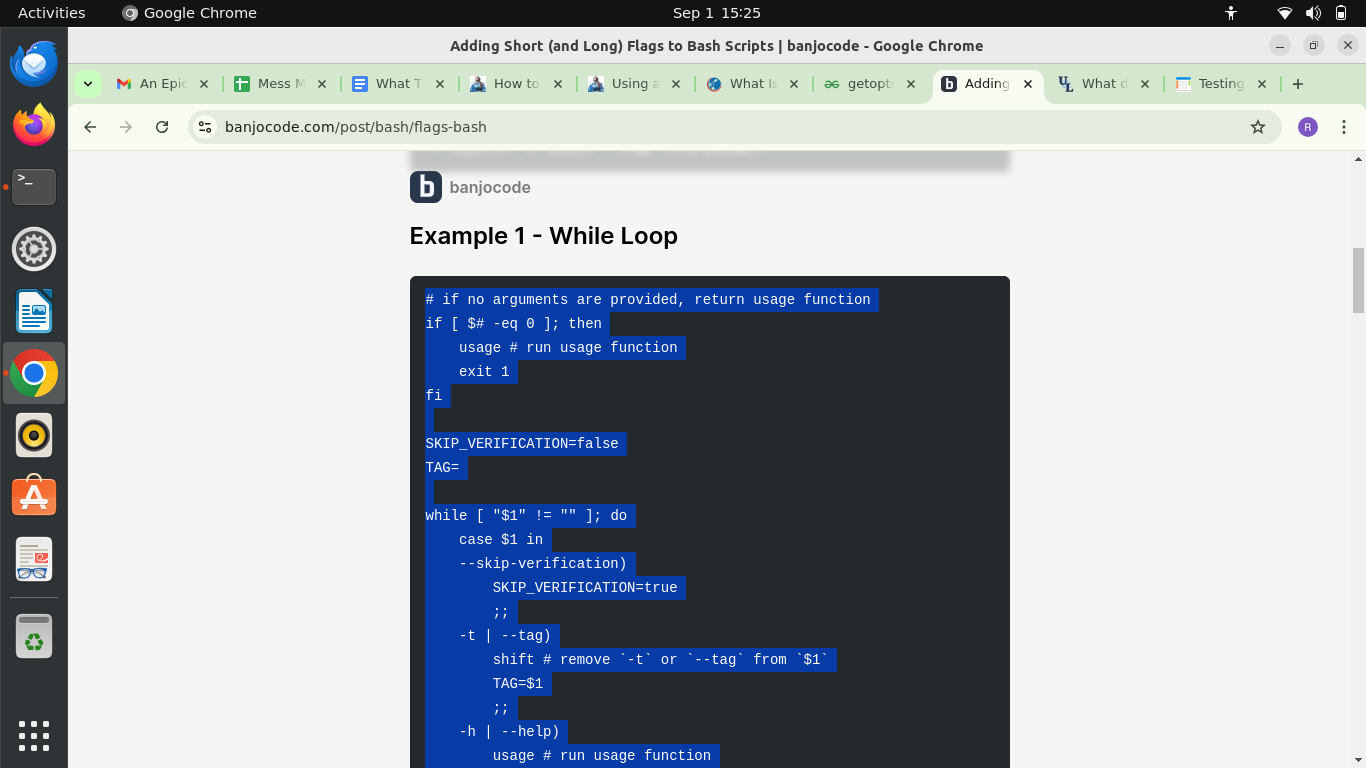 Activities
Google Chrome
Sep 1 15:25
Adding Short (and Long) Flags to Bash Scripts | banjocode - Google Chrome
An Epic
Mess M
What T
How to
Using a
What Is
getopts
Adding
What d
Testing
banjocode.com/post/bash/flags-bash
R
banjocode
Example 1 - While Loop
# if no arguments are provided, return usage function
if [ $# -eq 0 ]; then
    usage # run usage function
    exit 1
fi
SKIP_VERIFICATION=false
TAG=
while [ "$1" != "" ]; do
    case $1 in
    --skip-verification)
        SKIP_VERIFICATION=true
        ;;
    -t | --tag)
        shift # remove `-t` or `--tag` from `$1`
        TAG=$1
        ;;
    -h | --help)
        usage # run usage function